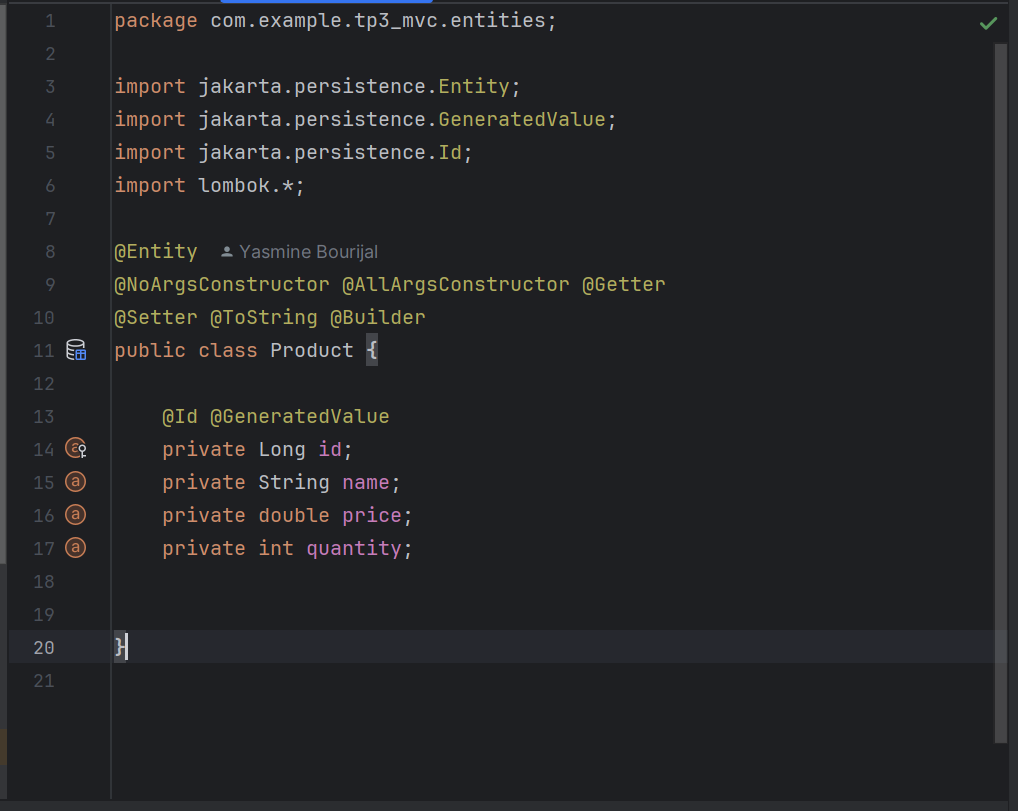 1 package com.example.tp3_mvc.entities;
2
3 import jakarta.persistence.Entity;
4 import jakarta.persistence.GeneratedValue;
5 import jakarta.persistence.Id;
6 import lombok.*;
7
8 @Entity Yasmine Bourijal
9 @NoArgsConstructor @AllArgsConstructor @Getter
10 @Setter @ToString @Builder
11 public class Product {
12
13 @Id @GeneratedValue
14 a private Long id;
15 a private String name;
16 a private double price;
17 a private int quantity;
18
19
20 }
21